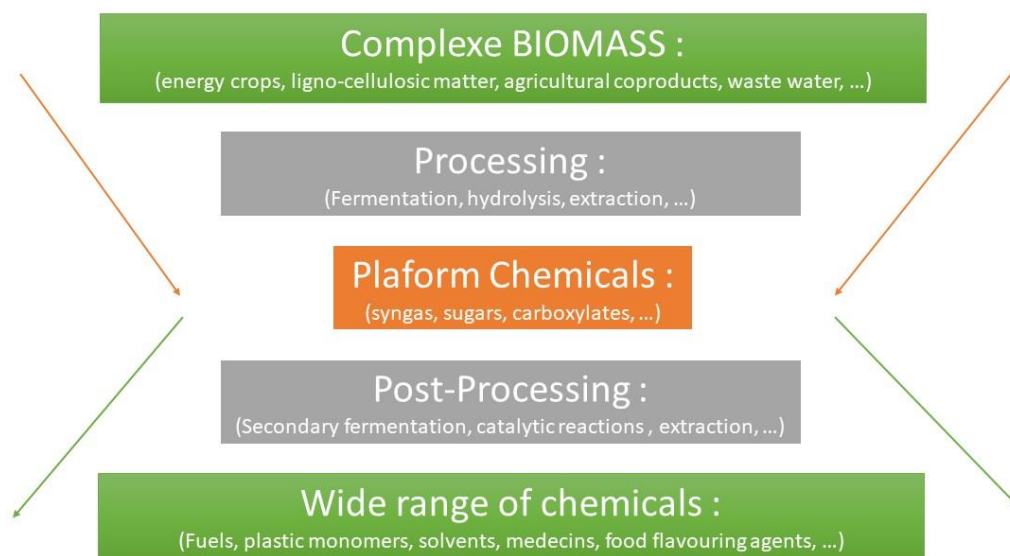 Complexe BIOMASS :
(energy crops, ligno-cellulosic matter, agricultural coproducts, waste water, ...)
Processing :
(Fermentation, hydrolysis, extraction, ...)
Plaform Chemicals :
(syngas, sugars, carboxylates, ...)
Post-Processing :
(Secondary fermentation, catalytic reactions , extraction, ...)
Wide range of chemicals :
(Fuels, plastic monomers, solvents, medecins, food flavouring agents, ...)